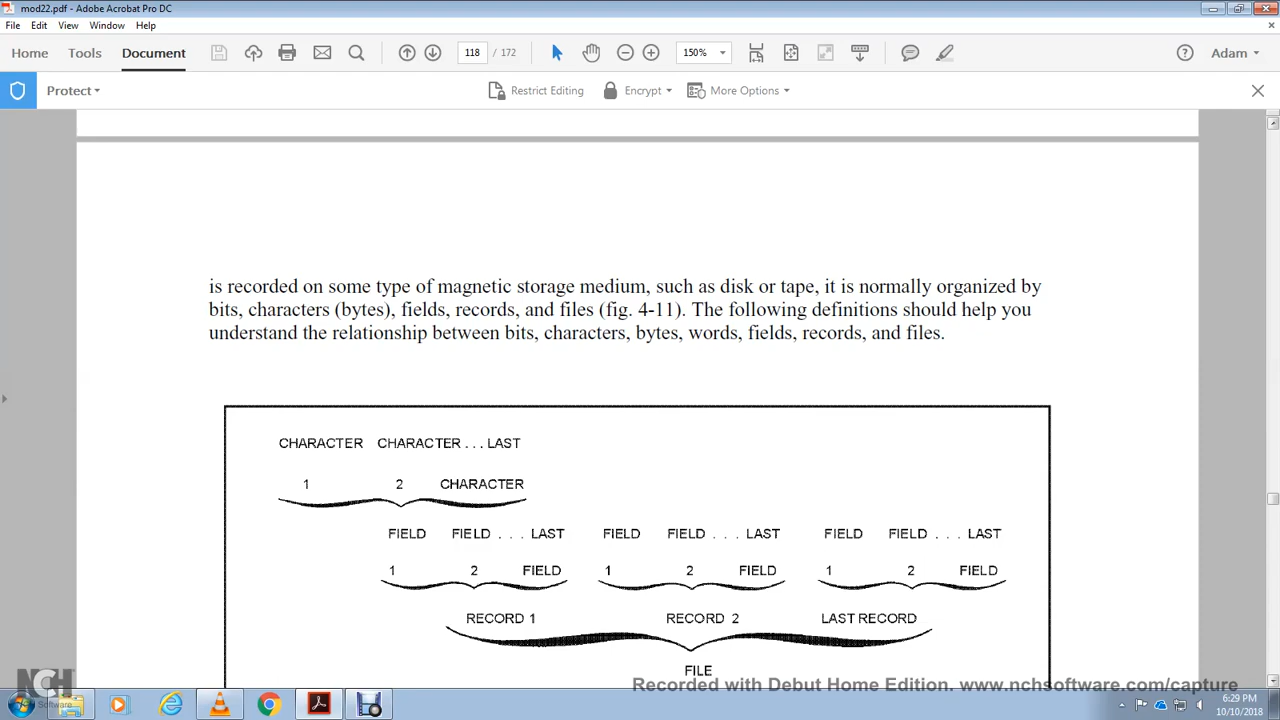 mod22.pdf - Adobe Acrobat Pro DC
File Edit View Window Help
Home Tools Document 118 / 172 150% Adam
Protect Restrict Editing Encrypt More Options
is recorded on some type of magnetic storage medium, such as disk or tape, it is normally organized by
bits, characters (bytes), fields, records, and files (fig. 4-11). The following definitions should help you
understand the relationship between bits, characters, bytes, words, fields, records, and files.
CHARACTER CHARACTER . . . LAST
1 2 CHARACTER
FIELD FIELD . . . LAST FIELD FIELD . . . LAST FIELD FIELD . . . LAST
1 2 FIELD 1 2 FIELD 1 2 FIELD
RECORD 1 RECORD 2 LAST RECORD
FILE
NCH
NCH Software
Recorded with Debut Home Edition. www.nchsoftware.com/capture
6:29 PM
10/10/2018